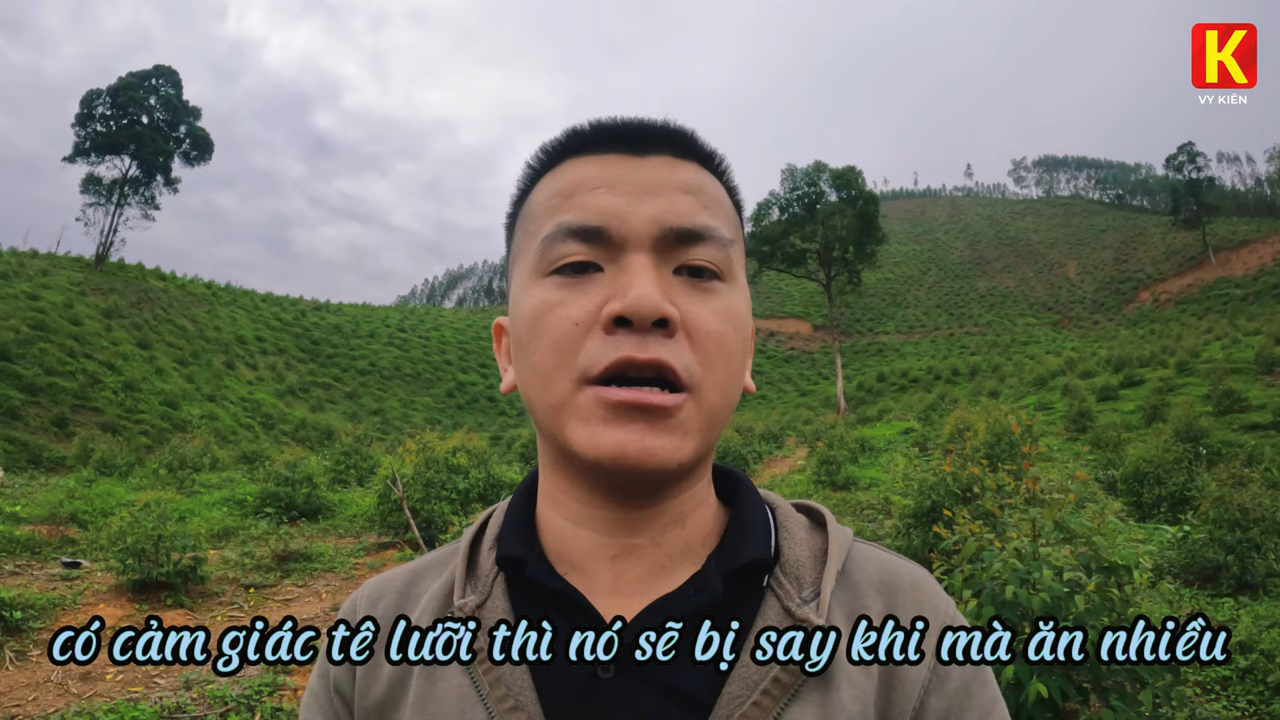 K
VY KIÊN
có cảm giác tê lưỡi thì nó sẽ bị say khi mà ăn nhiều